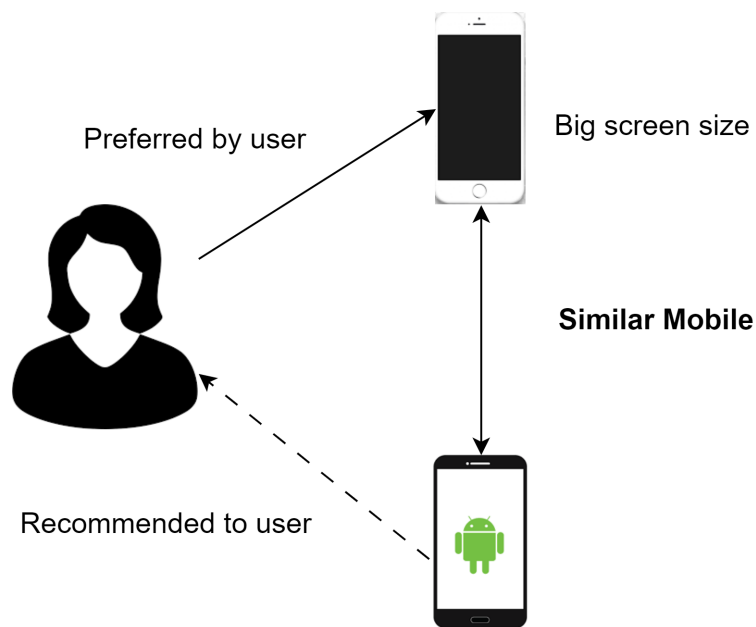 Preferred by user
Big screen size
Similar Mobile
Recommended to user